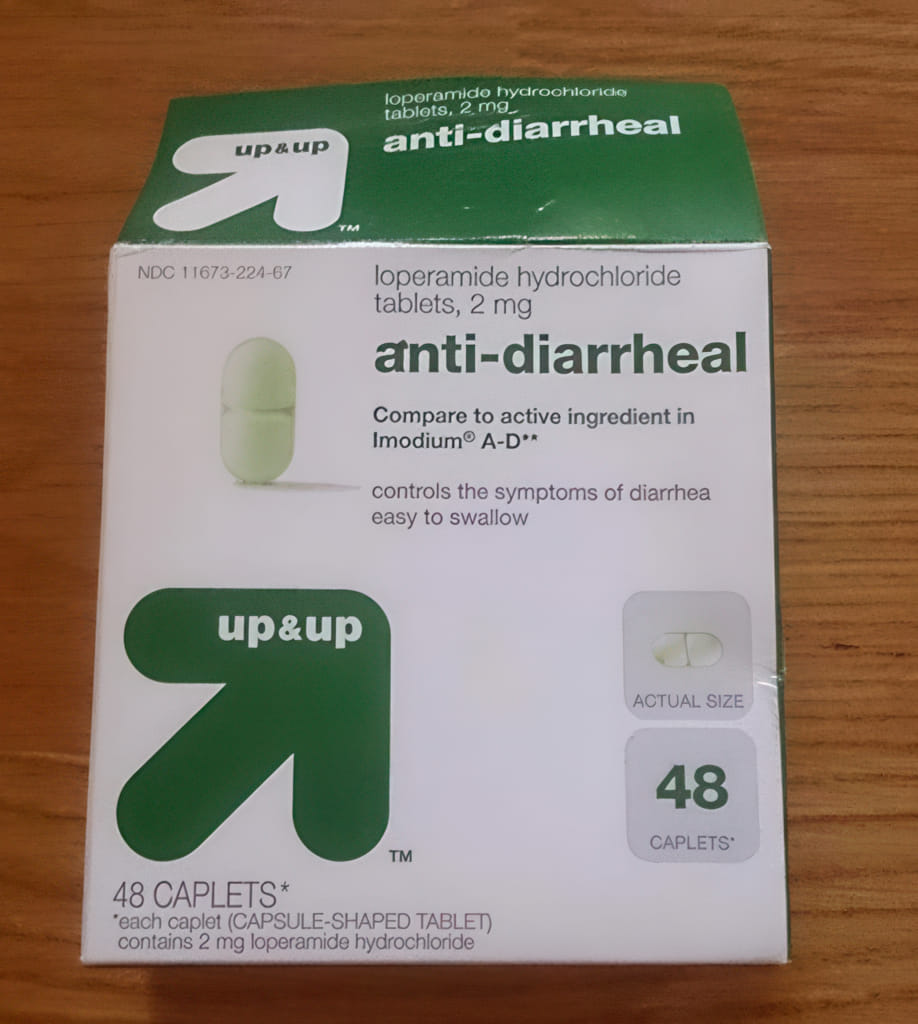 loperamide hydrochloride
tablets, 2 mg
anti-diarrheal
up&up
TM
NDC 11673-224-67
loperamide hydrochloride
tablets, 2 mg
anti-diarrheal
Compare to active ingredient in
Imodium® A-D**
controls the symptoms of diarrhea
easy to swallow
up&up
TM
ACTUAL SIZE
48
CAPLETS*
48 CAPLETS*
*each caplet (CAPSULE-SHAPED TABLET)
contains 2 mg loperamide hydrochloride